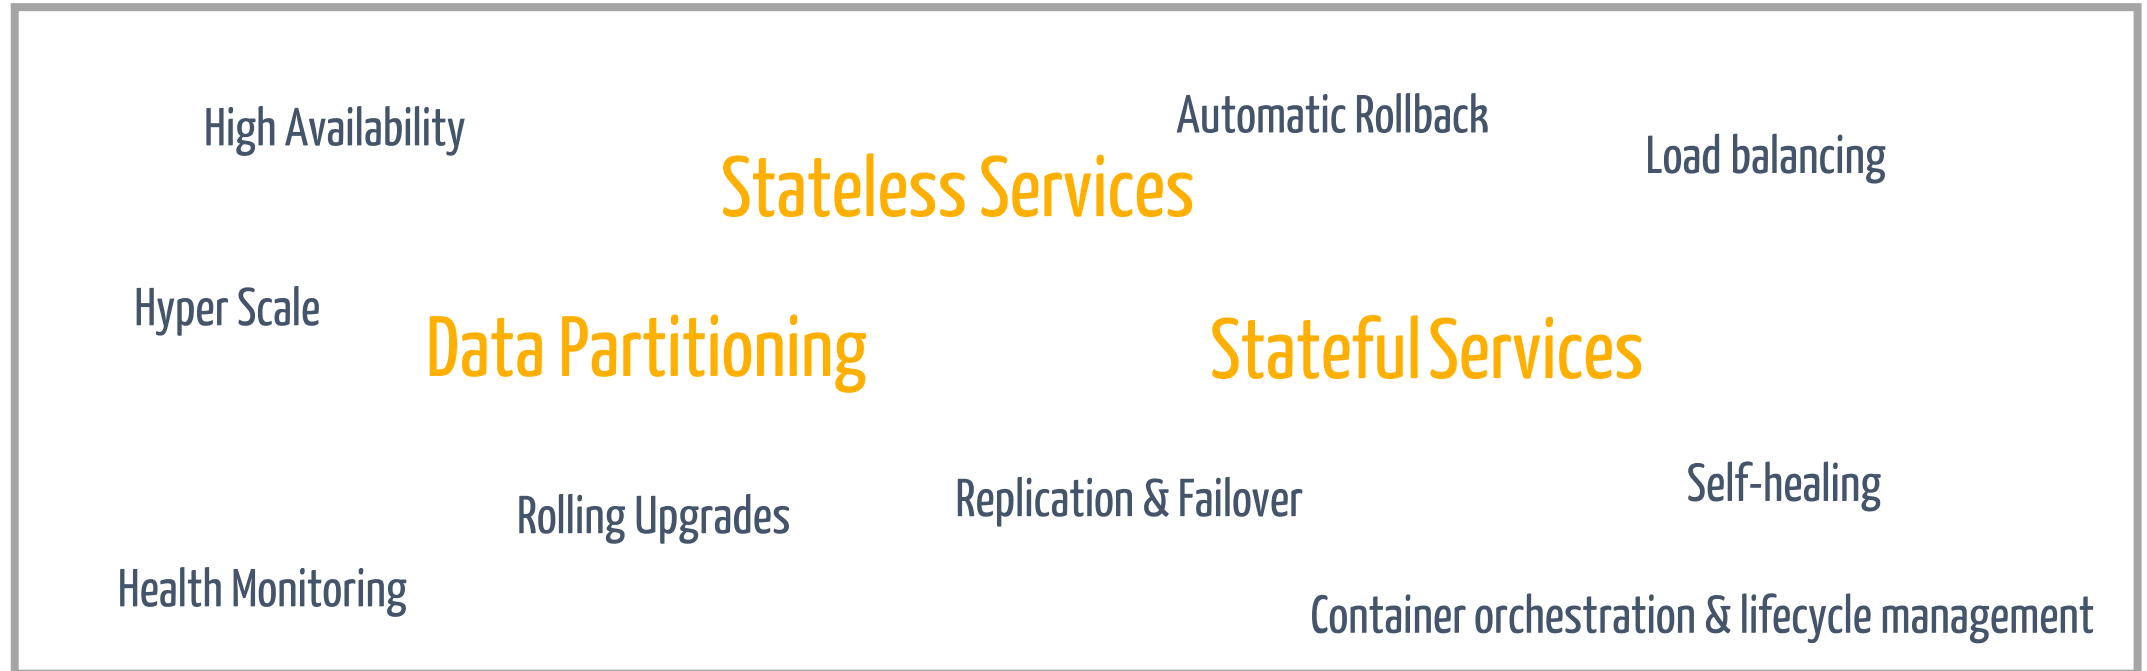 High Availability
Automatic Rollback
Load balancing
Stateless Services
Hyper Scale
Data Partitioning
Stateful Services
Self-healing
Replication & Failover
Rolling Upgrades
Health Monitoring
Container orchestration & lifecycle management